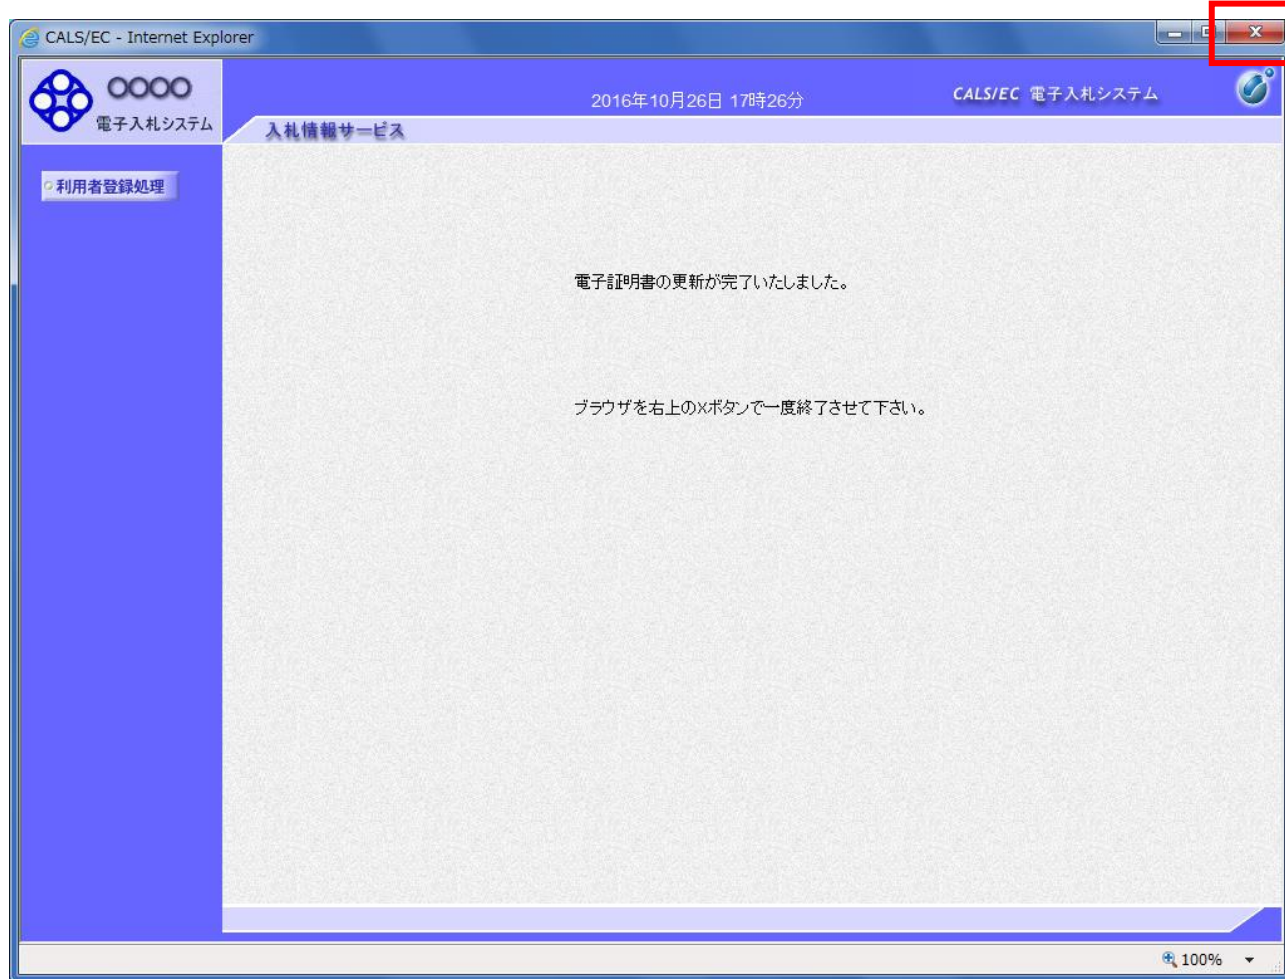 CALS/EC - Internet Explorer
〇〇〇〇
電子入札システム
2016年10月26日 17時26分
CALS/EC 電子入札システム
入札情報サービス
利用者登録処理
電子証明書の更新が完了いたしました。
ブラウザを右上の×ボタンで一度終了させて下さい。
100%